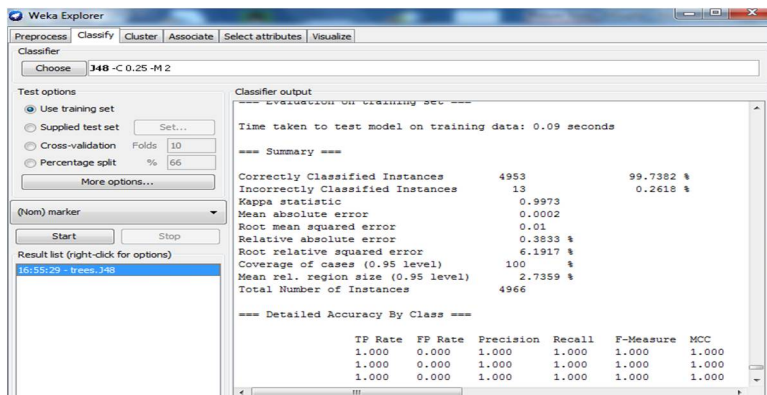 Weka Explorer
Preprocess Classify Cluster Associate Select attributes Visualize
Classifier
Choose J48 -C 0.25 -M 2
Test options
Use training set
Supplied test set Set...
Cross-validation Folds 10
Percentage split % 66
More options...
(Nom) marker
Start Stop
Result list (right-click for options)
16:55:29 - trees.J48
Classifier output
=== Evaluation on training set ===
Time taken to test model on training data: 0.09 seconds
=== Summary ===
Correctly Classified Instances 4953 99.7382 %
Incorrectly Classified Instances 13 0.2618 %
Kappa statistic 0.9973
Mean absolute error 0.0002
Root mean squared error 0.01
Relative absolute error 0.3833 %
Root relative squared error 6.1917 %
Coverage of cases (0.95 level) 100 %
Mean rel. region size (0.95 level) 2.7359 %
Total Number of Instances 4966
=== Detailed Accuracy By Class ===
TP Rate FP Rate Precision Recall F-Measure MCC
1.000 0.000 1.000 1.000 1.000 1.000
1.000 0.000 1.000 1.000 1.000 1.000
1.000 0.000 1.000 1.000 1.000 1.000